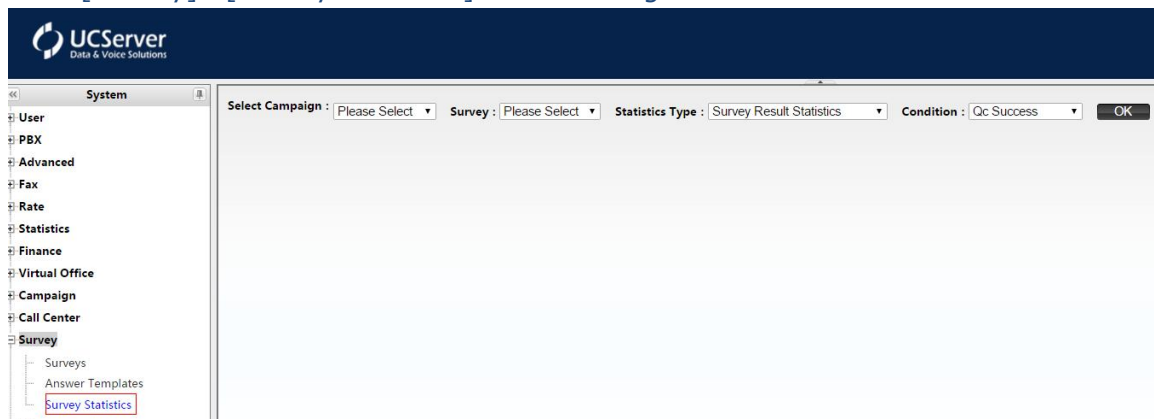 UCServer
Data & Voice Solutions
System
Select Campaign : Please Select Survey : Please Select Statistics Type : Survey Result Statistics Condition : Qc Success OK
User
PBX
Advanced
Fax
Rate
Statistics
Finance
Virtual Office
Campaign
Call Center
Survey
Surveys
Answer Templates
Survey Statistics